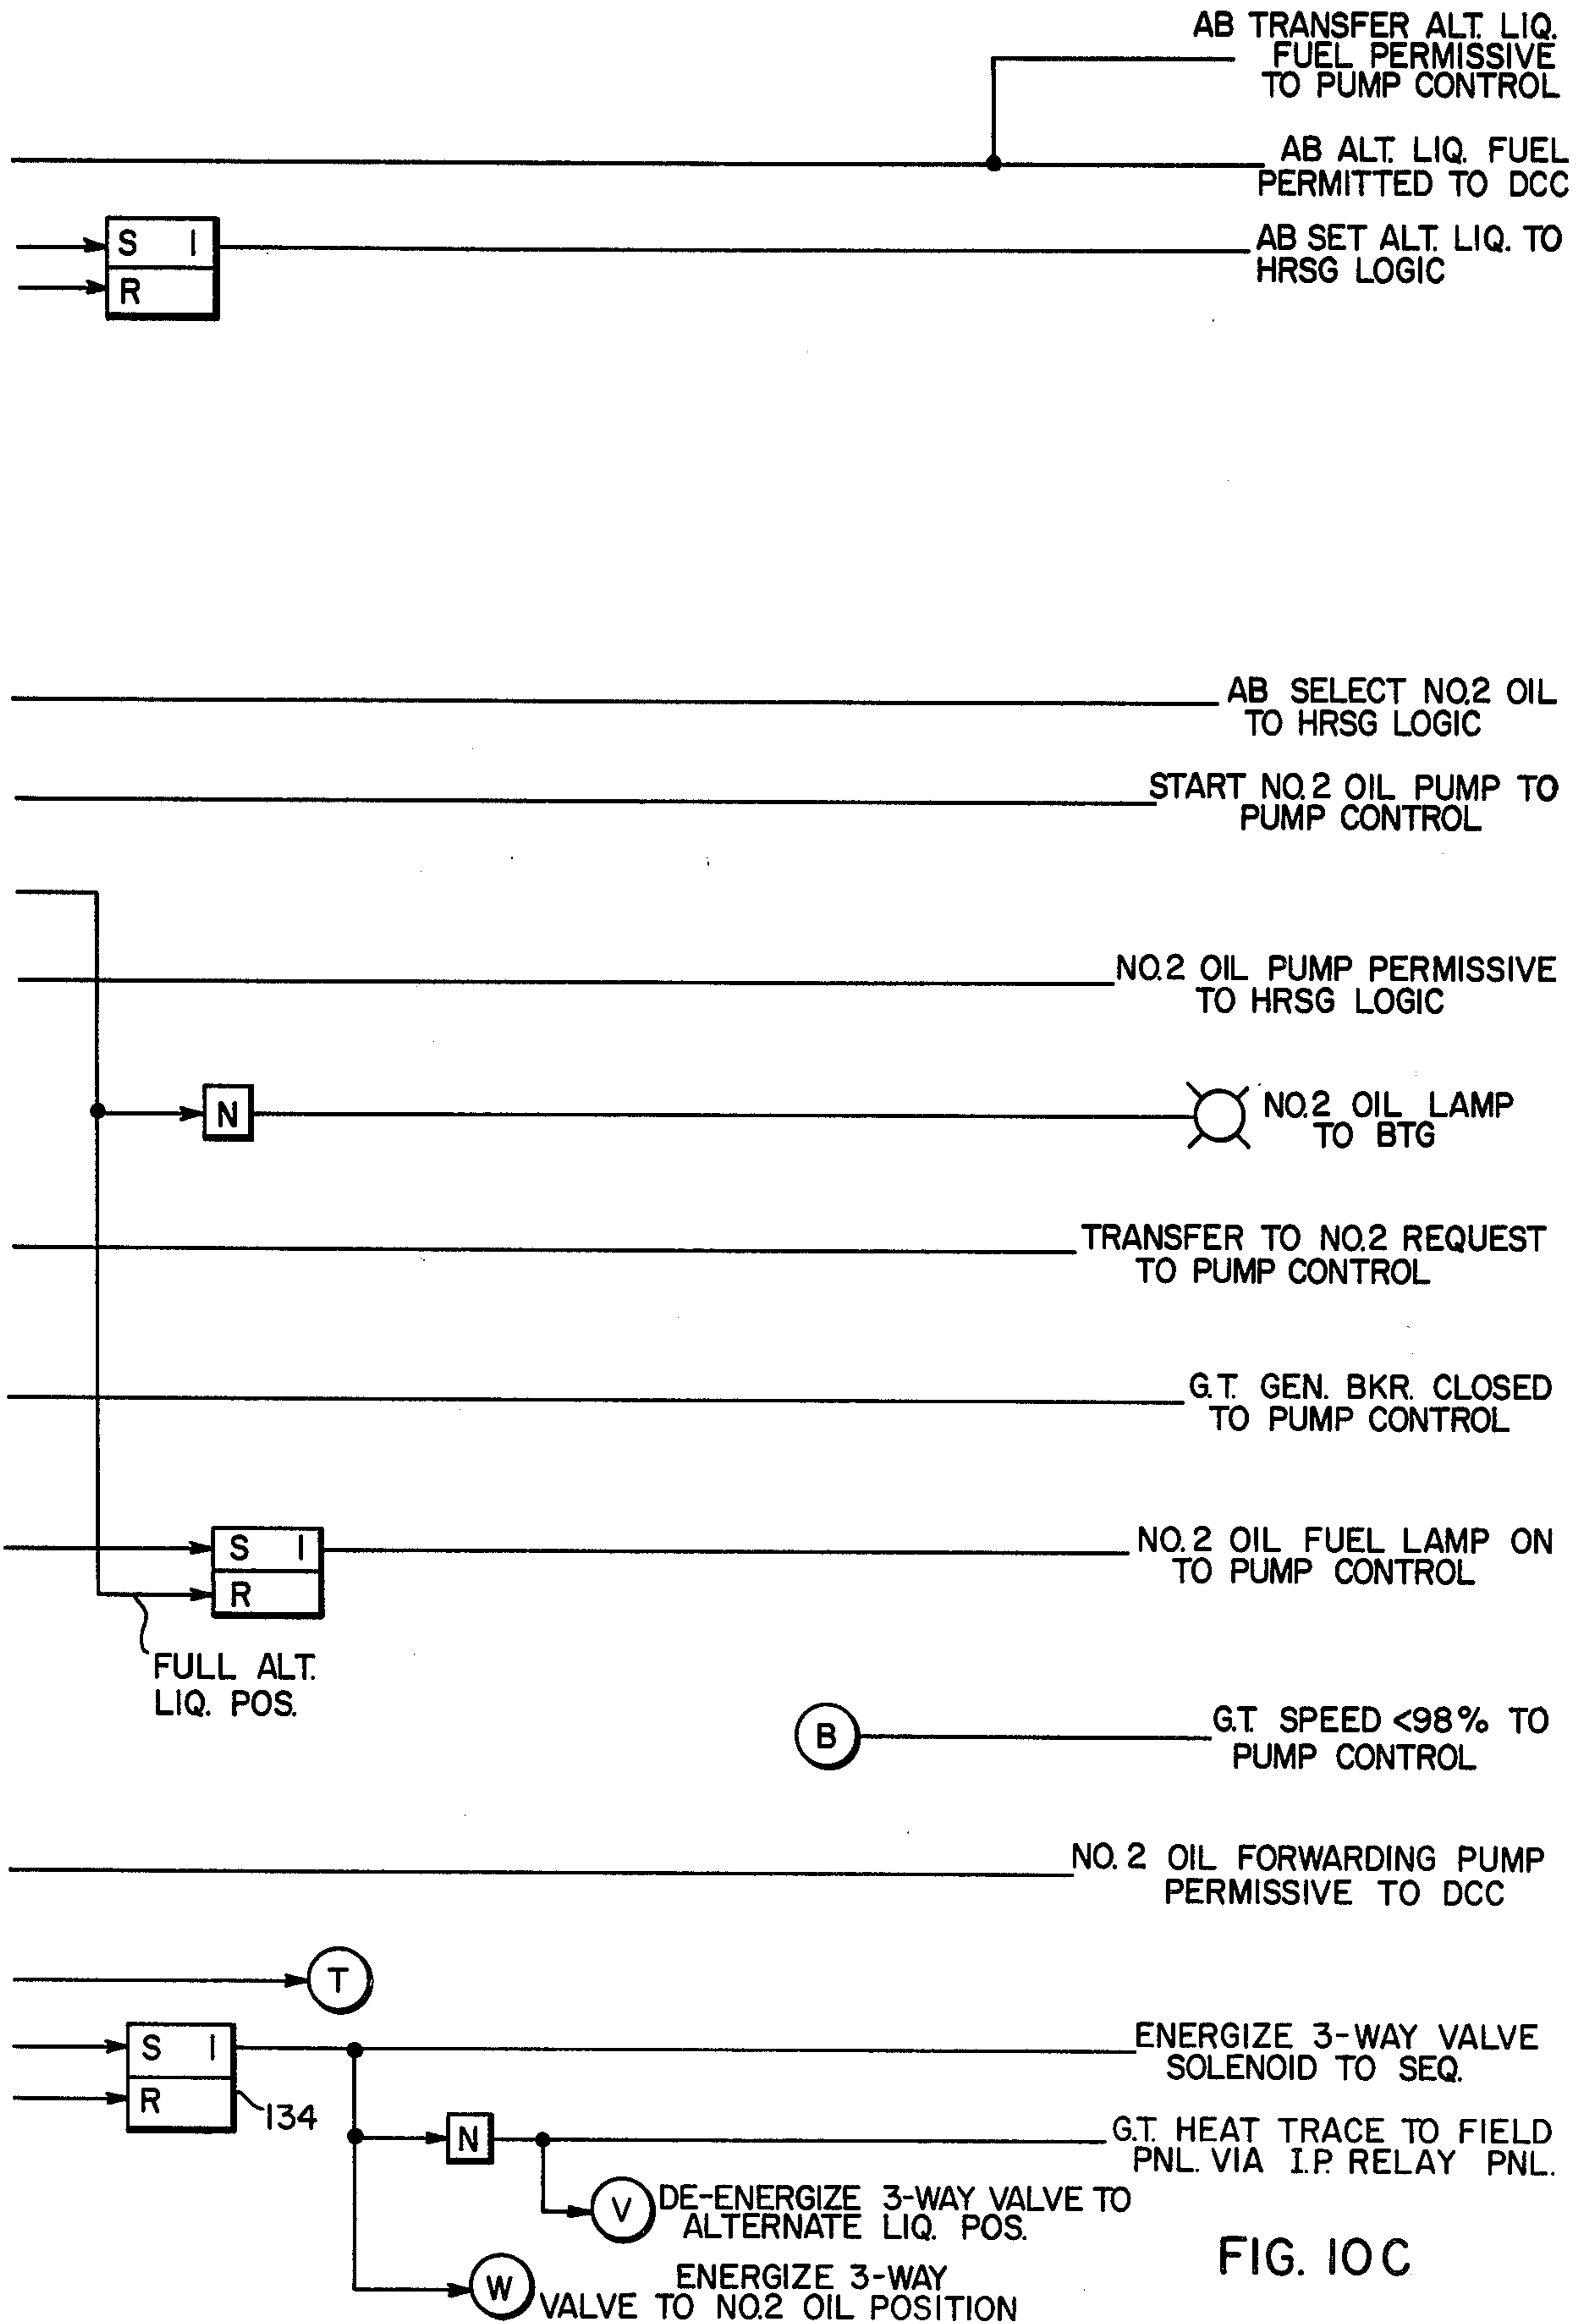 AB TRANSFER ALT. LIQ.
FUEL PERMISSIVE
TO PUMP CONTROL
AB ALT. LIQ. FUEL
PERMITTED TO DCC
S 1
R
AB SET ALT. LIQ. TO
HRSG LOGIC
AB SELECT NO.2 OIL
TO HRSG LOGIC
START NO.2 OIL PUMP TO
PUMP CONTROL
NO.2 OIL PUMP PERMISSIVE
TO HRSG LOGIC
N
NO.2 OIL LAMP
TO BTG
TRANSFER TO NO.2 REQUEST
TO PUMP CONTROL
G.T. GEN. BKR. CLOSED
TO PUMP CONTROL
S 1
R
NO.2 OIL FUEL LAMP ON
TO PUMP CONTROL
FULL ALT.
LIQ. POS.
B
G.T. SPEED <98% TO
PUMP CONTROL
NO. 2 OIL FORWARDING PUMP
PERMISSIVE TO DCC
T
S 1
R
134
ENERGIZE 3-WAY VALVE
SOLENOID TO SEQ.
N
G.T. HEAT TRACE TO FIELD
PNL. VIA I.P. RELAY PNL.
V
DE-ENERGIZE 3-WAY VALVE TO
ALTERNATE LIQ. POS.
W
ENERGIZE 3-WAY
VALVE TO NO.2 OIL POSITION
FIG. 10C